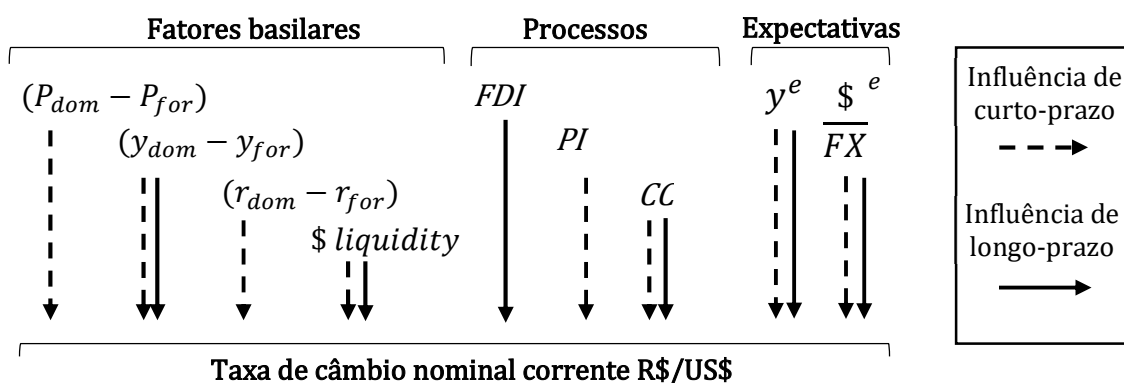 Fatores basilares
Processos
Expectativas
(P_dom − P_for)
(y_dom − y_for)
(r_dom − r_for)
$ liquidity
FDI
PI
CC
y^e
$ ^e
FX
Taxa de câmbio nominal corrente R$/US$
Influência de
curto-prazo
Influência de
longo-prazo